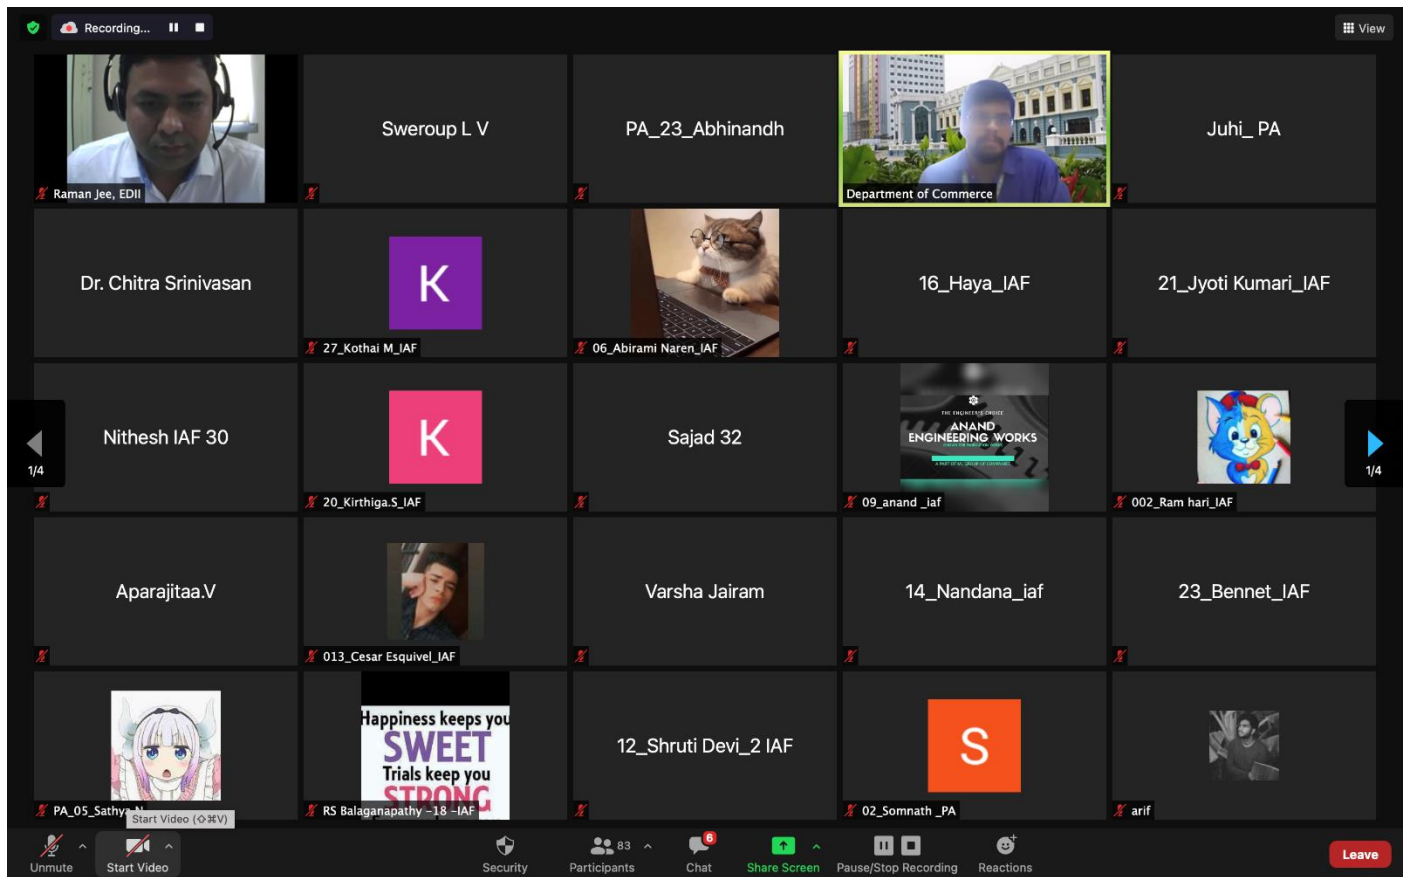 Recording...
View
Raman Jee, EDII
Sweroup L V
PA_23_Abhinandh
Department of Commerce
Juhi_ PA
Dr. Chitra Srinivasan
K
27_Kothai M_IAF
06_Abirami Naren_IAF
16_Haya_IAF
21_Jyoti Kumari_IAF
1/4
Nithesh IAF 30
K
20_Kirthiga.S_IAF
Sajad 32
THE ENGINEER'S CHOICE
ANAND
ENGINEERING WORKS
09_anand _iaf
002_Ram hari_IAF
1/4
Aparajitaa.V
013_Cesar Esquivel_IAF
Varsha Jairam
14_Nandana_iaf
23_Bennet_IAF
PA_05_Sathya N
Start Video (⇧⌘V)
Happiness keeps you
SWEET
Trials keep you
STRONG
RS Balaganapathy -18 -IAF
12_Shruti Devi_2 IAF
S
02_Somnath _PA
arif
Unmute
Start Video
Security
83
Participants
6
Chat
Share Screen
Pause/Stop Recording
Reactions
Leave